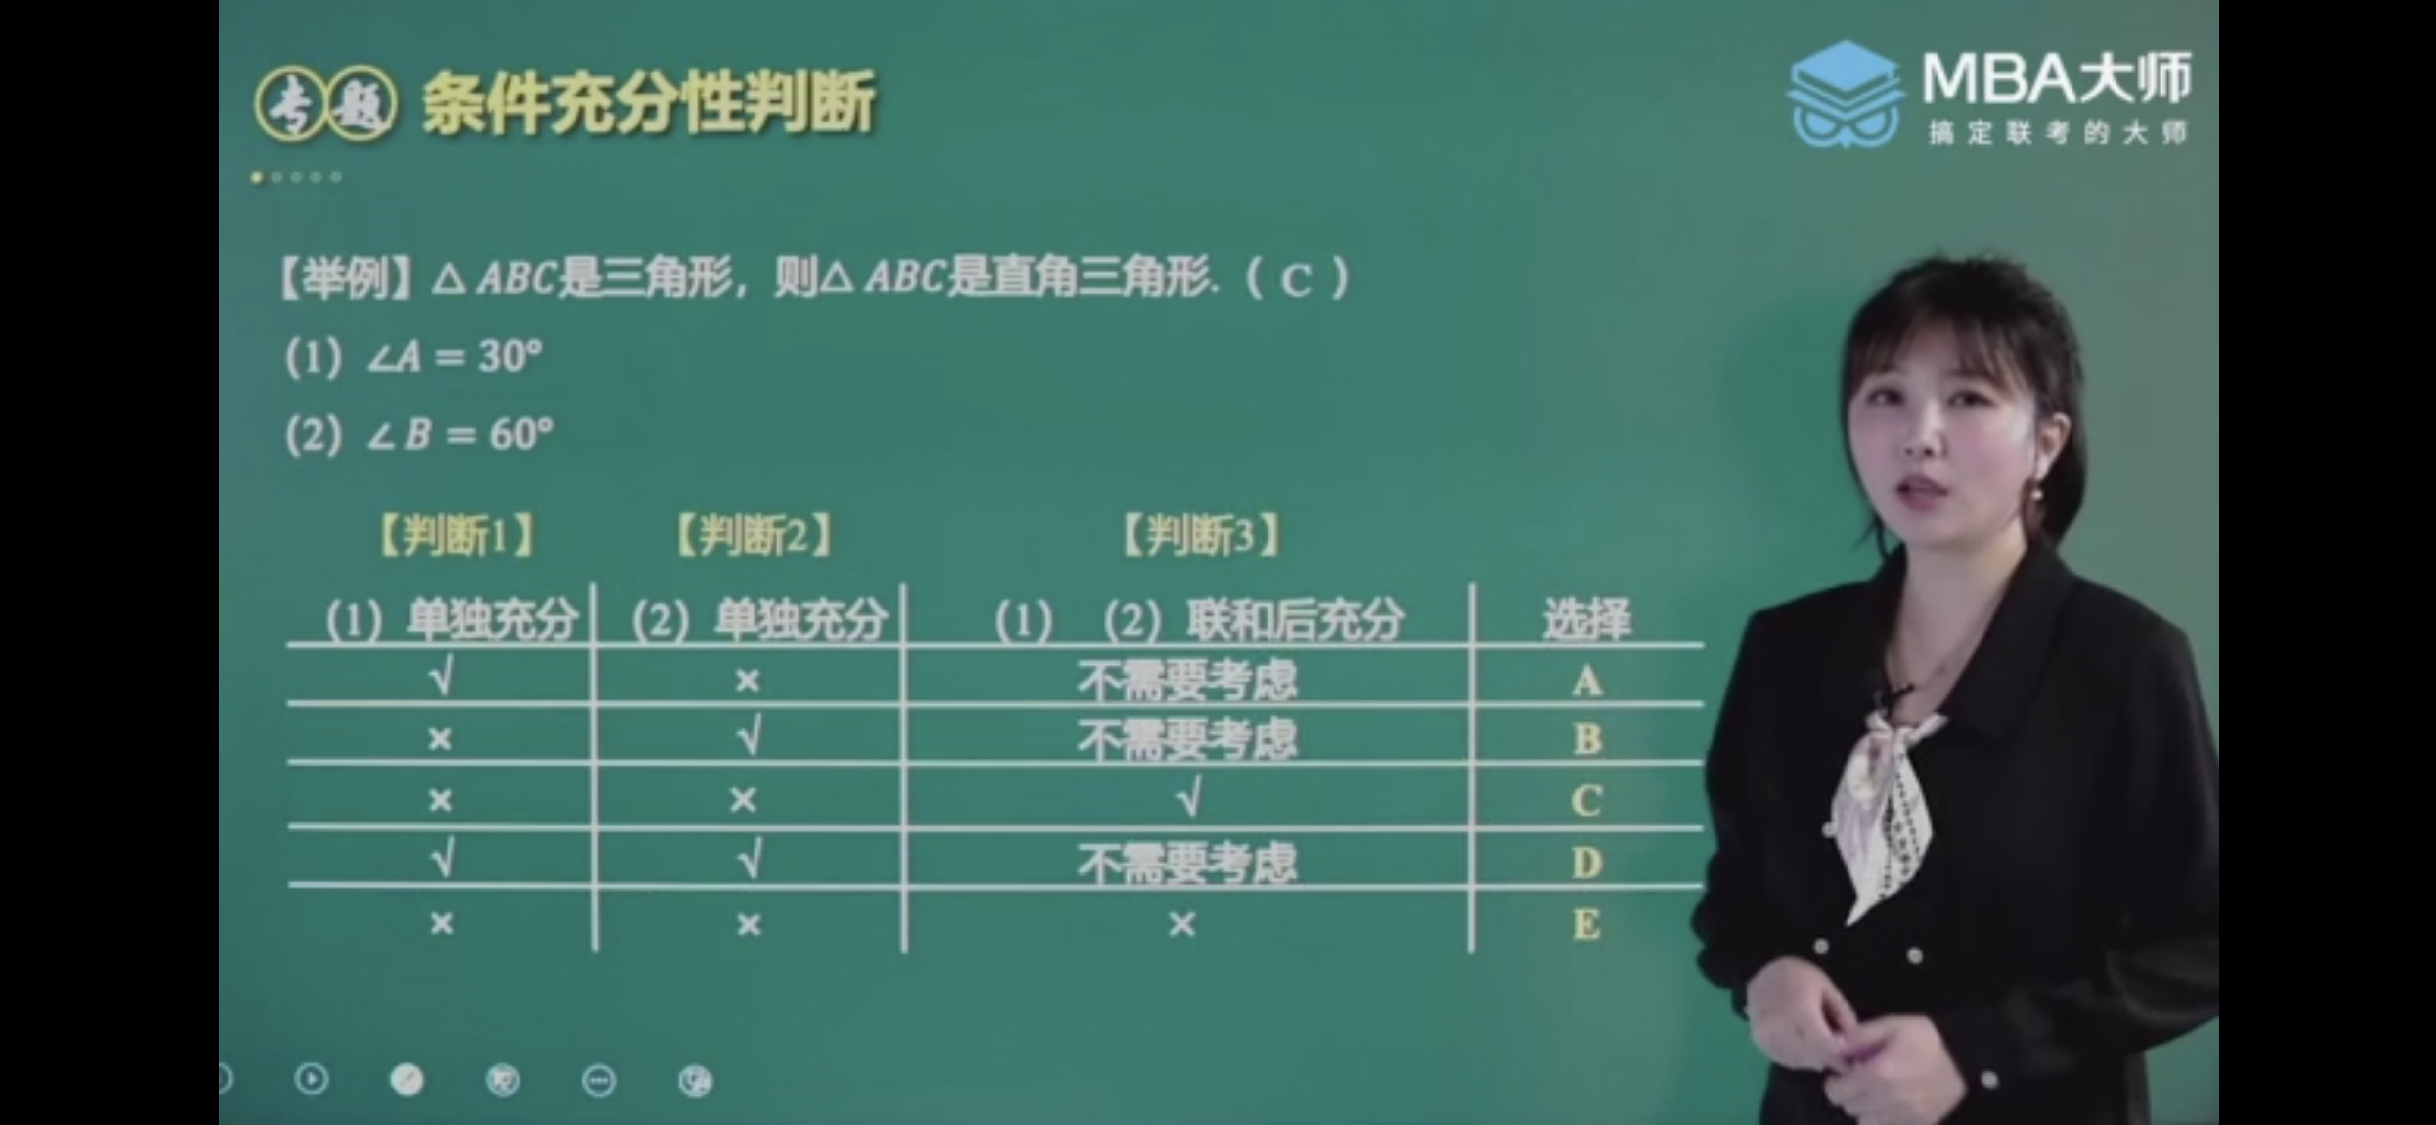 专题 条件充分性判断
MBA大师
搞定联考的大师
【举例】△ABC是三角形，则△ABC是直角三角形.（ C ）
（1）∠A = 30°
（2）∠B = 60°
【判断1】 【判断2】 【判断3】
（1）单独充分 （2）单独充分 （1）（2）联和后充分 选择
√ × 不需要考虑 A
× √ 不需要考虑 B
× × √ C
√ √ 不需要考虑 D
× × × E